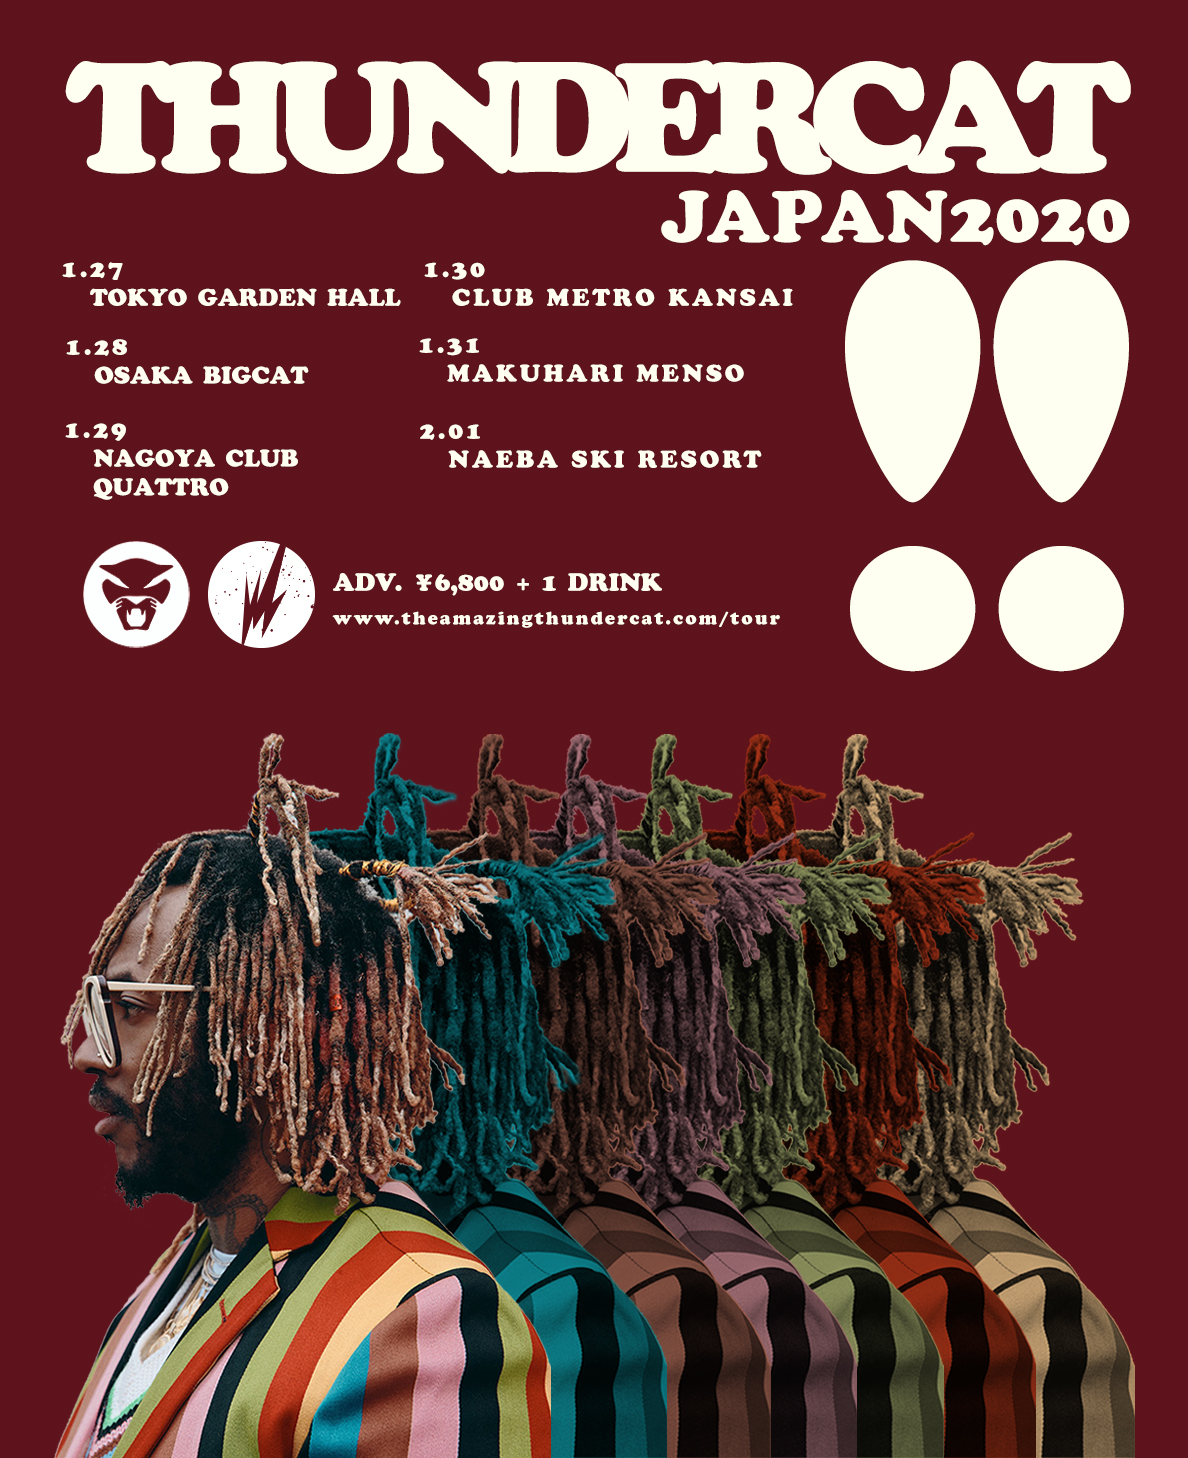 THUNDERCAT
JAPAN2020
!!
1.27
TOKYO GARDEN HALL
1.28
OSAKA BIGCAT
1.29
NAGOYA CLUB
QUATTRO
1.30
CLUB METRO KANSAI
1.31
MAKUHARI MENSO
2.01
NAEBA SKI RESORT
ADV. ¥6,800 + 1 DRINK
www.theamazingthundercat.com/tour